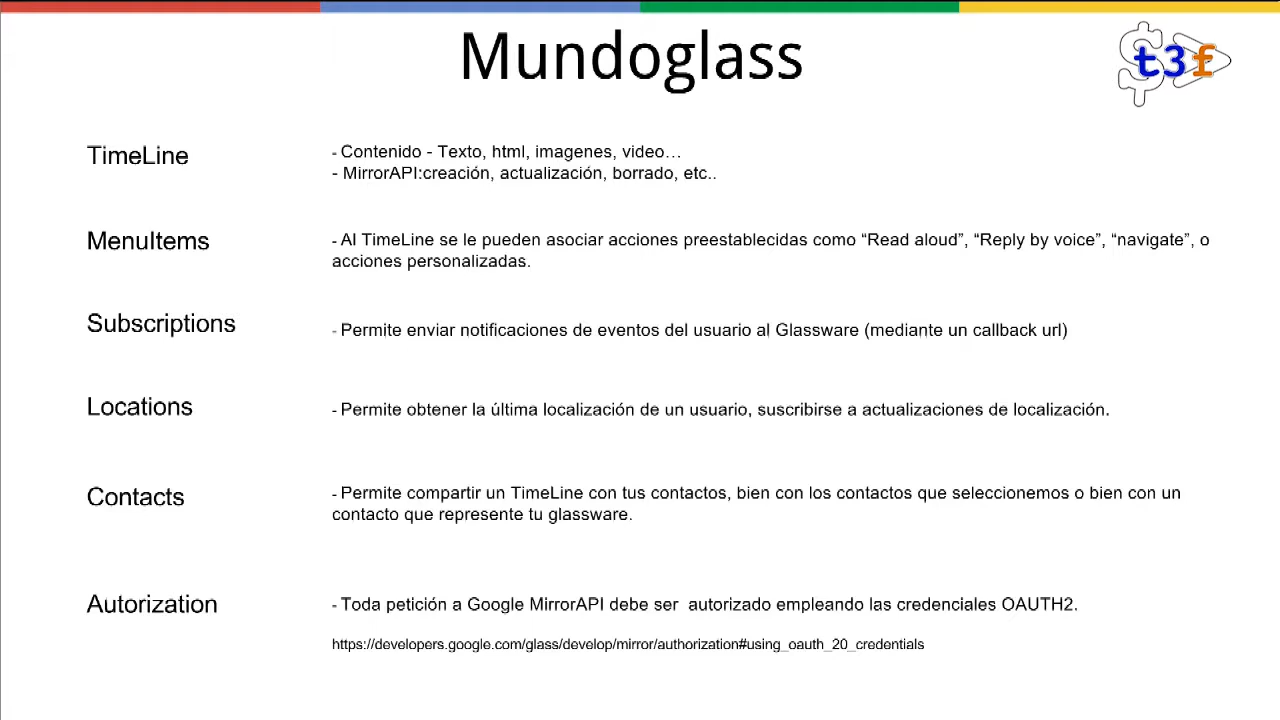 Mundoglass
t3f
TimeLine
- Contenido - Texto, html, imagenes, video…
- MirrorAPI:creación, actualización, borrado, etc..
MenuItems
- Al TimeLine se le pueden asociar acciones preestablecidas como “Read aloud”, “Reply by voice”, “navigate”, o
acciones personalizadas.
Subscriptions
- Permite enviar notificaciones de eventos del usuario al Glassware (mediante un callback url)
Locations
- Permite obtener la última localización de un usuario, suscribirse a actualizaciones de localización.
Contacts
- Permite compartir un TimeLine con tus contactos, bien con los contactos que seleccionemos o bien con un
contacto que represente tu glassware.
Autorization
- Toda petición a Google MirrorAPI debe ser  autorizado empleando las credenciales OAUTH2.
https://developers.google.com/glass/develop/mirror/authorization#using_oauth_20_credentials